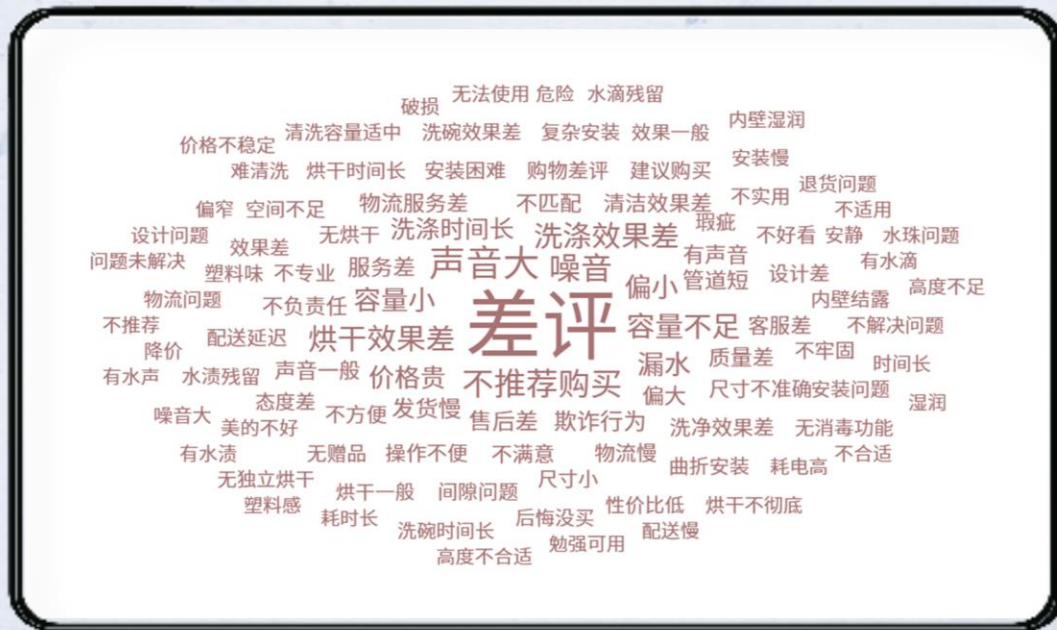 无法使用 危险 水滴残留
破损
内壁湿润
清洗容量适中 洗碗效果差 复杂安装 效果一般
价格不稳定
安装慢
难清洗 烘干时间长 安装困难 购物差评 建议购买
退货问题
不实用
偏窄 空间不足 物流服务差 不匹配 清洁效果差 不适用
瑕疵
设计问题 无烘干 洗涤时间长 洗涤效果差 不好看 安静 水珠问题
效果差 有声音
问题未解决 声音大 噪音 有水滴
塑料味 不专业 服务差 管道短 设计差
偏小 高度不足
物流问题 不负责任 容量小 内壁结露
不推荐 差评 容量不足 客服差 不解决问题
配送延迟 烘干效果差
降价 漏水 质量差 不牢固
时间长
有水声 水渍残留 声音一般 价格贵 不推荐购买
偏大 尺寸不准确 安装问题
态度差 湿润
噪音大 不方便 发货慢
美的不好 售后差 欺诈行为 洗净效果差 无消毒功能
有水渍 无赠品 操作不便 不满意 物流慢 不合适
曲折安装 耗电高
无独立烘干 尺寸小
烘干一般 间隙问题
塑料感 性价比低 烘干不彻底
耗时长 后悔没买
洗碗时间长 配送慢
勉强可用
高度不合适